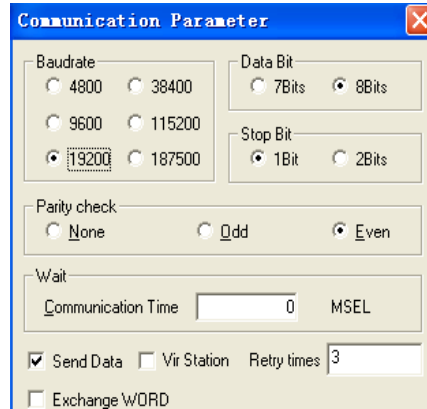 Communication Parameter
Baudrate
4800 38400
9600 115200
19200 187500
Data Bit
7Bits 8Bits
Stop Bit
1Bit 2Bits
Parity check
None Odd Even
Wait
Communication Time 0 MSEL
Send Data Vir Station Retry times 3
Exchange WORD